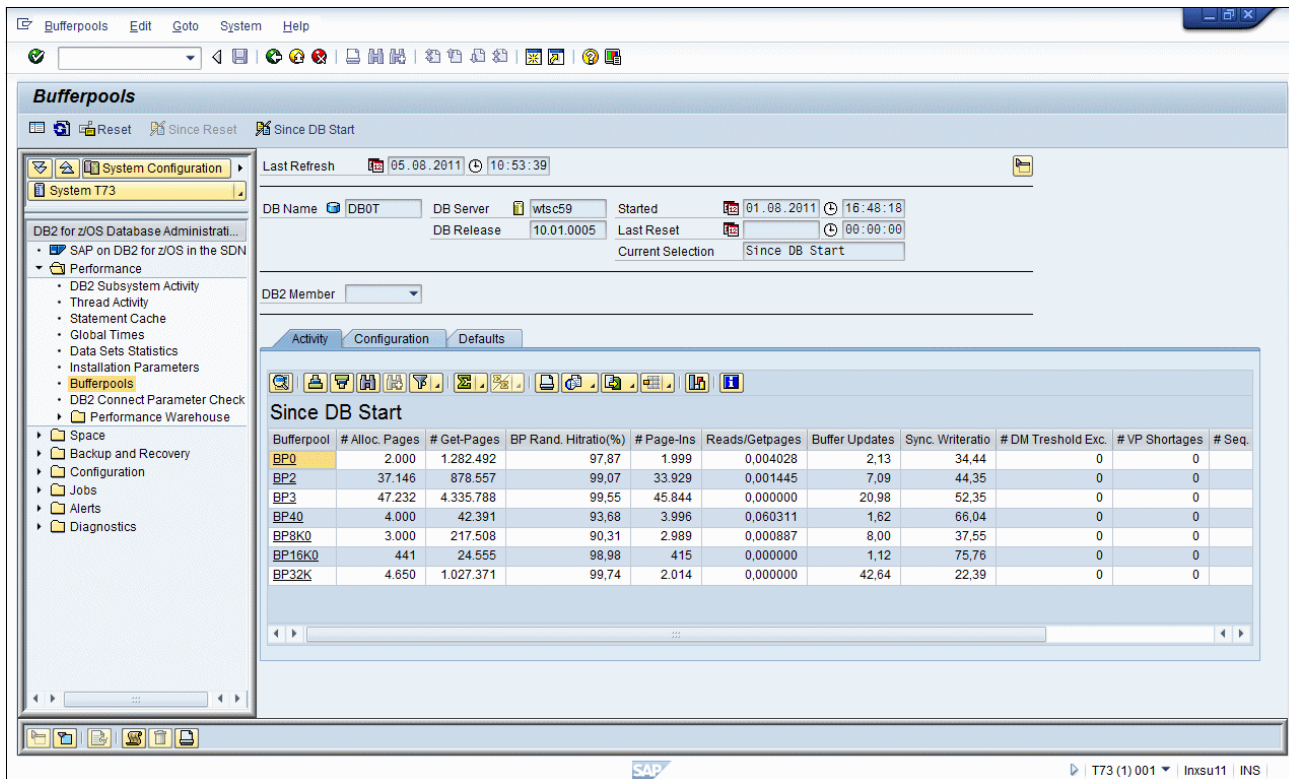 Bufferpools Edit Goto System Help
Bufferpools
Reset Since Reset Since DB Start
System Configuration
System T73
DB2 for z/OS Database Administrati...
SAP on DB2 for z/OS in the SDN
Performance
DB2 Subsystem Activity
Thread Activity
Statement Cache
Global Times
Data Sets Statistics
Installation Parameters
Bufferpools
DB2 Connect Parameter Check
Performance Warehouse
Space
Backup and Recovery
Configuration
Jobs
Alerts
Diagnostics
Last Refresh 05.08.2011 10:53:39
DB Name DB0T DB Server wtsc59 Started 01.08.2011 16:48:18
DB Release 10.01.0005 Last Reset 00:00:00
Current Selection Since DB Start
DB2 Member
Activity Configuration Defaults
Since DB Start
Bufferpool # Alloc. Pages # Get-Pages BP Rand. Hitratio(%) # Page-Ins Reads/Getpages Buffer Updates Sync. Writeratio # DM Treshold Exc. # VP Shortages # Seq.
BP0 2.000 1.282.492 97,87 1.999 0,004028 2,13 34,44 0 0
BP2 37.146 878.557 99,07 33.929 0,001445 7,09 44,35 0 0
BP3 47.232 4.335.788 99,55 45.844 0,000000 20,98 52,35 0 0
BP40 4.000 42.391 93,68 3.996 0,060311 1,62 66,04 0 0
BP8K0 3.000 217.508 90,31 2.989 0,000887 8,00 37,55 0 0
BP16K0 441 24.555 98,98 415 0,000000 1,12 75,76 0 0
BP32K 4.650 1.027.371 99,74 2.014 0,000000 42,64 22,39 0 0
SAP T73 (1) 001 lnxsu11 INS